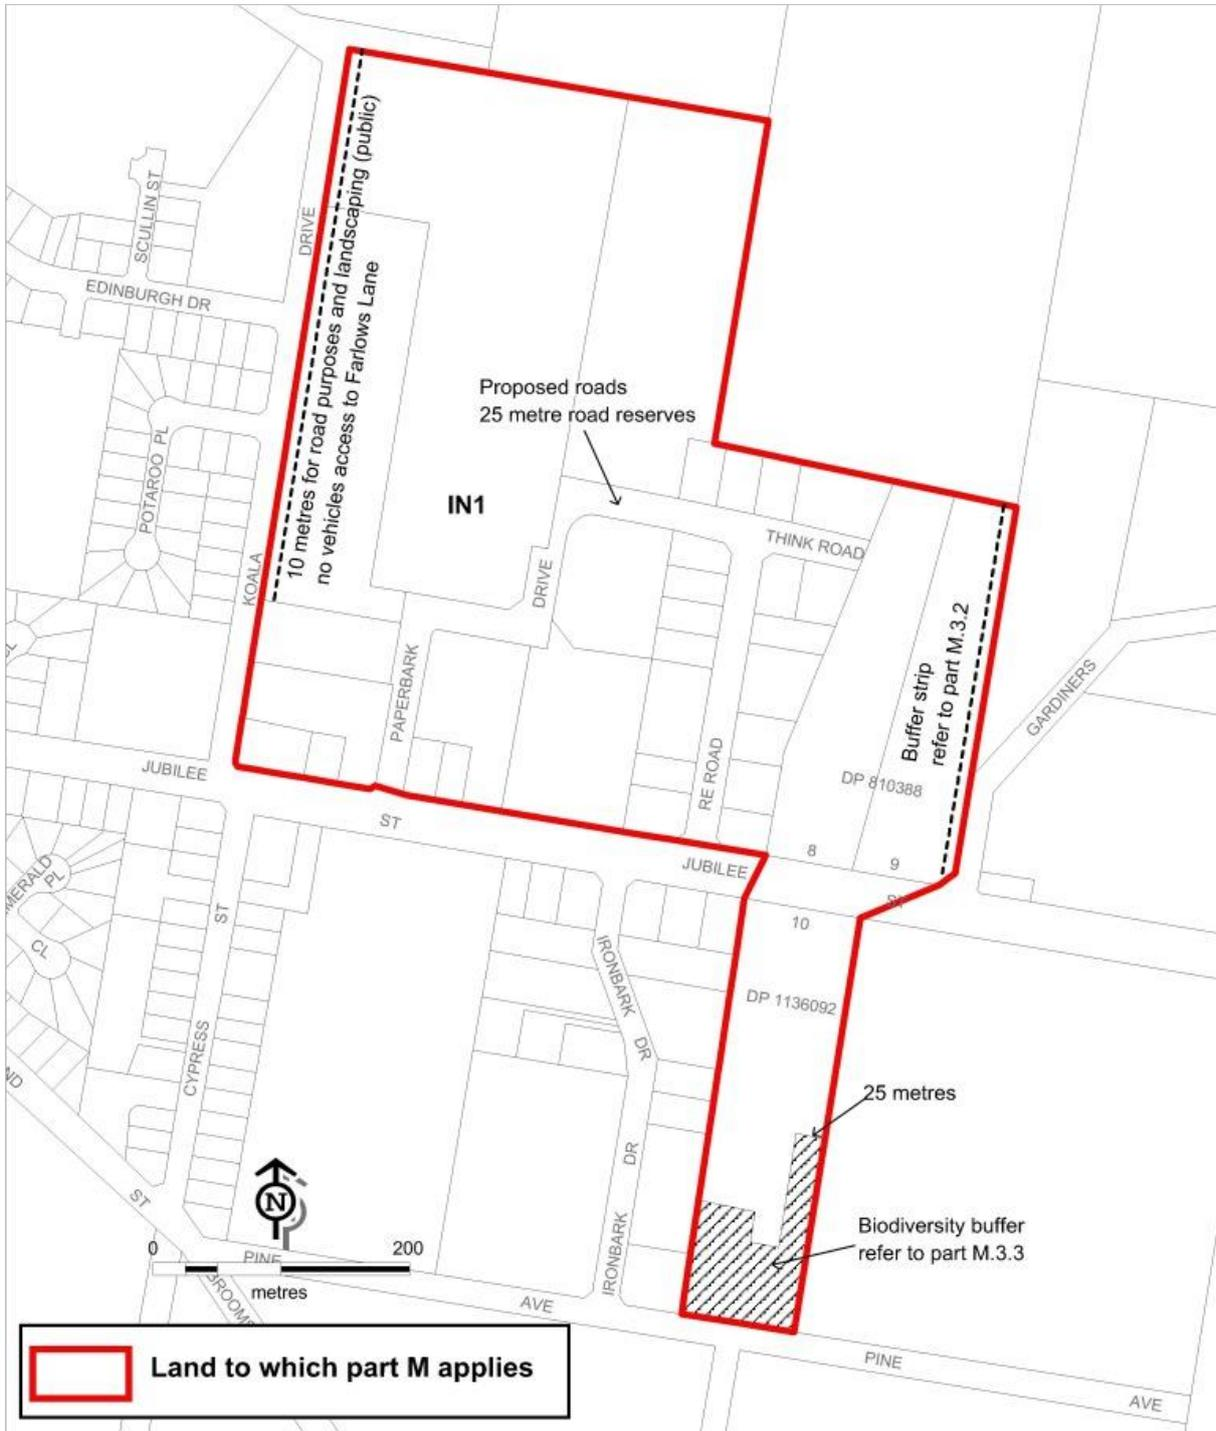 SCULLIN ST
DRIVE
EDINBURGH DR
10 metres for road purposes and landscaping (public)
no vehicles access to Farlows Lane
Proposed roads
25 metre road reserves
POTAROO PL
IN1
THINK ROAD
KOALA
DRIVE
Buffer strip
refer to part M.3.2
GARDINERS
PAPERBARK
RE ROAD
JUBILEE
DP 810388
ST
JUBILEE
8
9
ST
10
PL
CL
ST
IRONBARK
DR
DP 1136092
CYPRESS
25 metres
ST
DR
IRONBARK
N
Biodiversity buffer
refer to part M.3.3
0
200
metres
PINE
AVE
PINE
AVE
Land to which part M applies